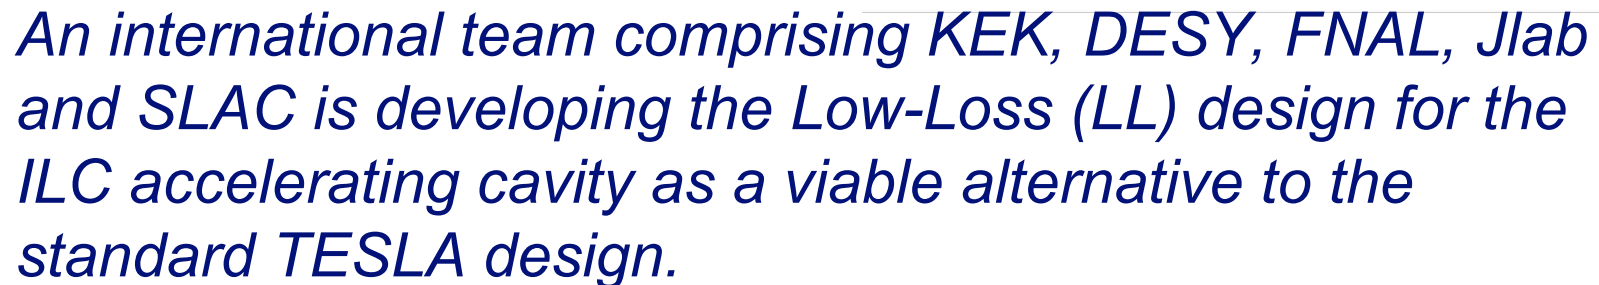 An international team comprising KEK, DESY, FNAL, Jlab
and SLAC is developing the Low-Loss (LL) design for the
ILC accelerating cavity as a viable alternative to the
standard TESLA design.